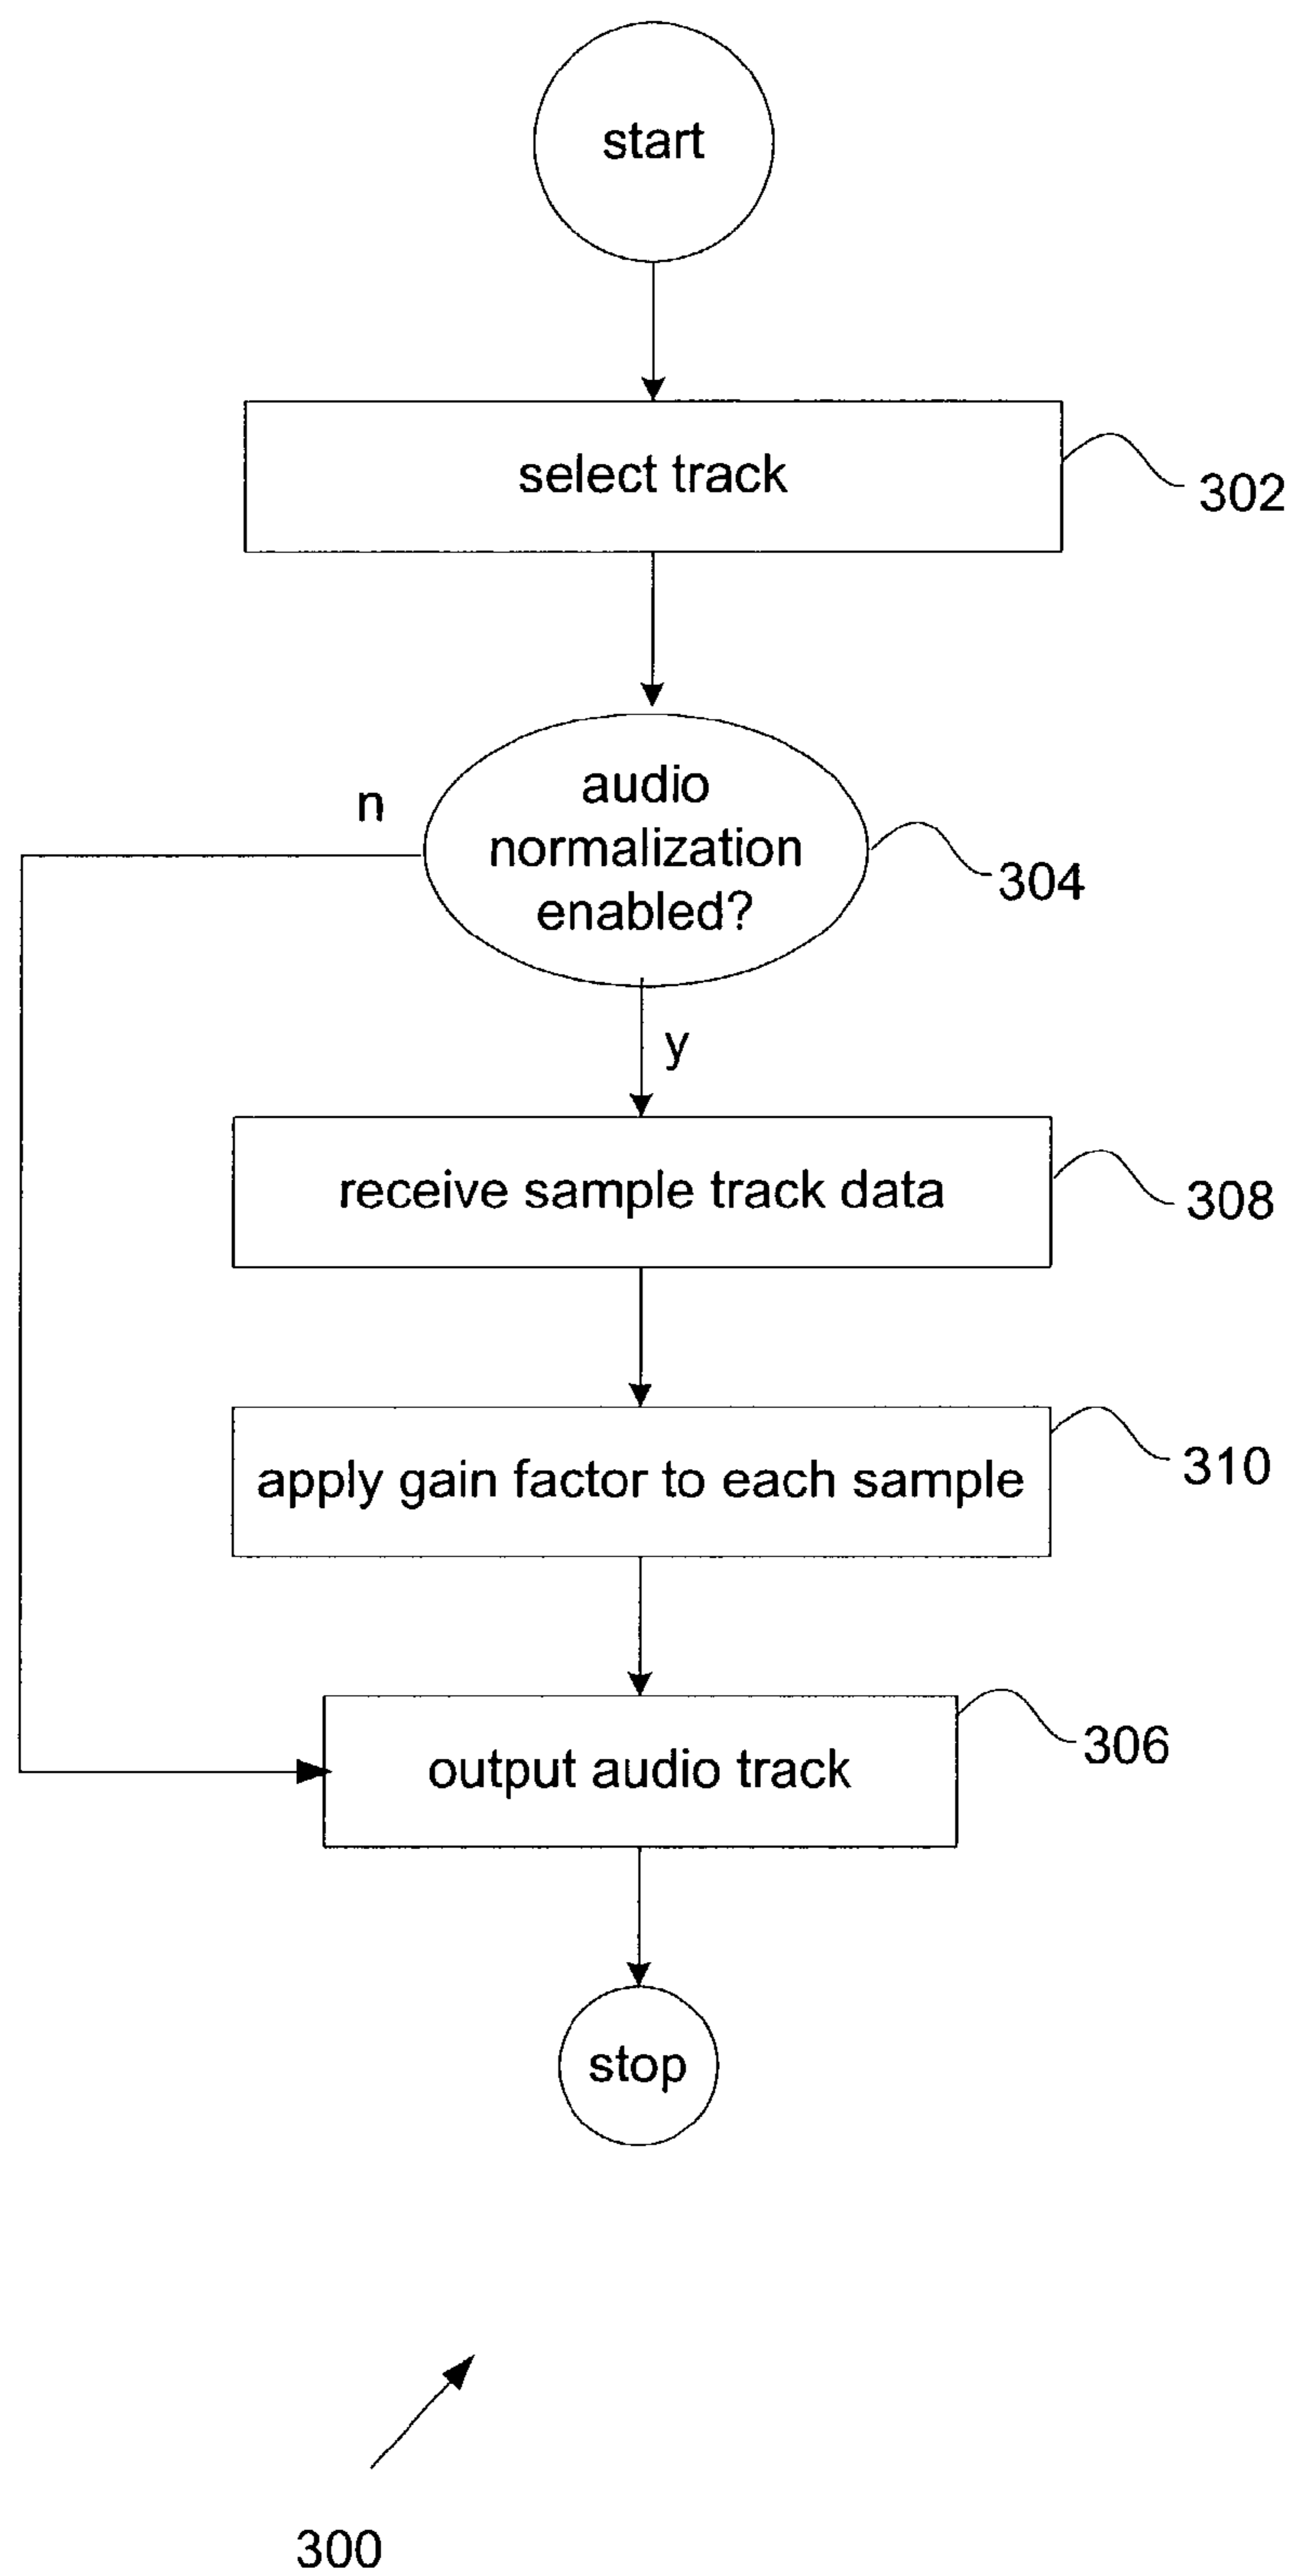 start
select track
302
n
audio
normalization
enabled?
304
y
receive sample track data
308
apply gain factor to each sample
310
output audio track
306
stop
300